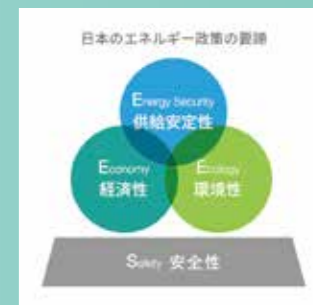 日本のエネルギー政策の要諦
Energy Security
供給安定性
Economy
経済性
Ecology
環境性
Safety 安全性